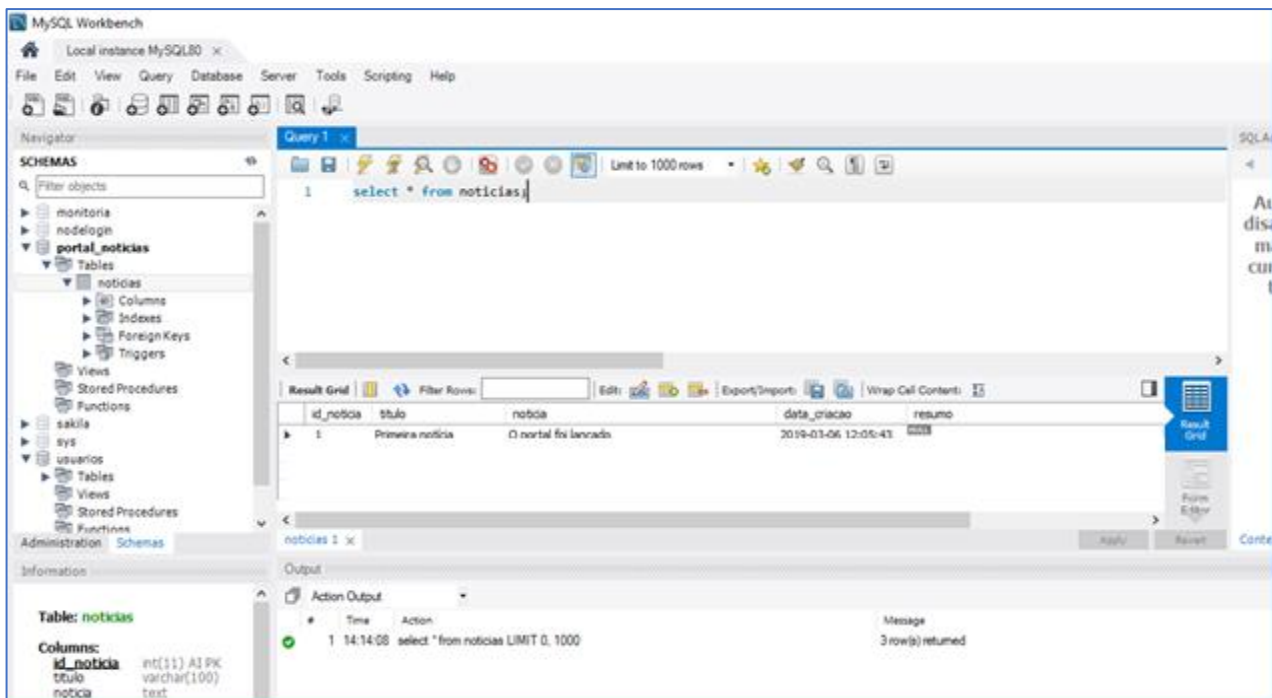 MySQL Workbench
Local instance MySQL80
File Edit View Query Database Server Tools Scripting Help
Navigator
SCHEMAS
Filter objects
monitoria
nodelogin
portal_noticias
Tables
noticias
Columns
Indexes
Foreign Keys
Triggers
Views
Stored Procedures
Functions
sakila
sys
usuarios
Tables
Views
Stored Procedures
Functions
Administration Schemas
Information
Table: noticias
Columns:
id_noticia int(11) AI PK
titulo varchar(100)
noticia text
Query 1
Limit to 1000 rows
1 select * from noticias;
Result Grid Filter Rows: Edit: Export/Import: Wrap Cell Content:
id_noticia titulo noticia data_criacao resumo
1 Primeira notícia O portal foi lancado 2019-03-06 12:05:43 NULL
Result Grid
Form Editor
noticias 1 Apply Revert
Output
Action Output
# Time Action Message
1 14:14:08 select * from noticias LIMIT 0, 1000 3 row(s) returned